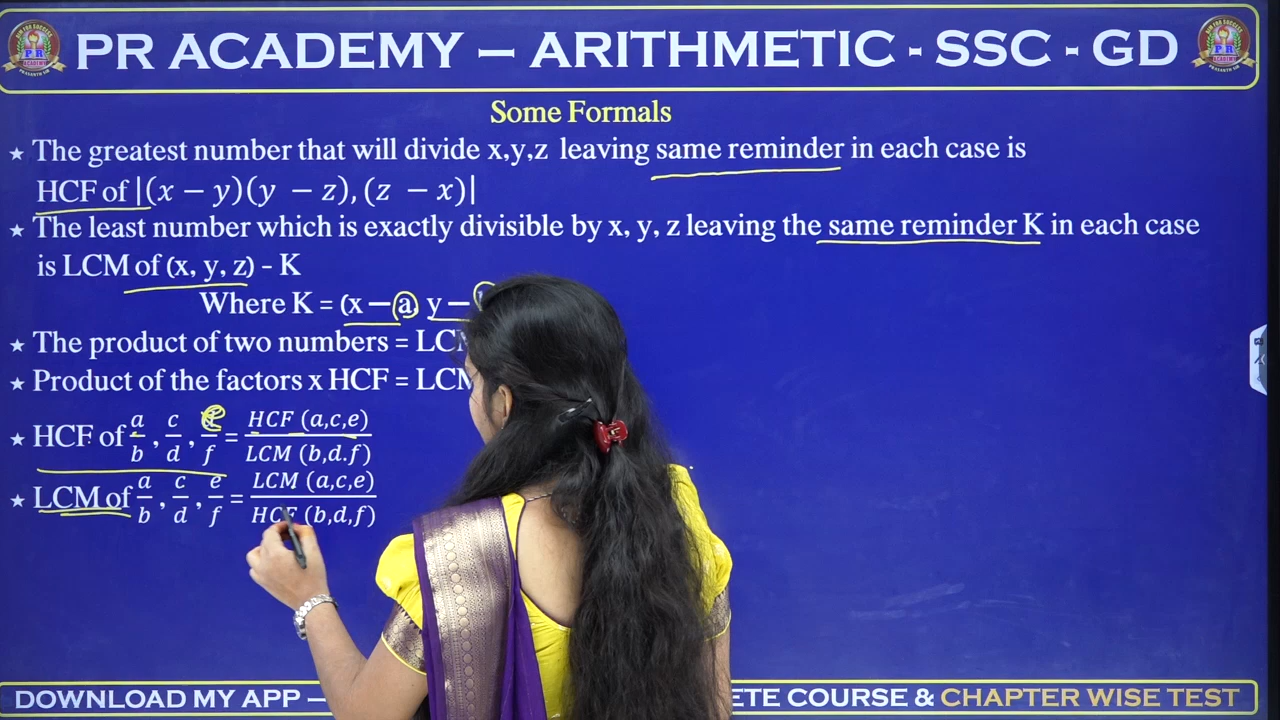 PR ACADEMY – ARITHMETIC - SSC - GD
Some Formals
★ The greatest number that will divide x,y,z leaving same reminder in each case is
HCF of |(x − y)(y − z), (z − x)|
★ The least number which is exactly divisible by x, y, z leaving the same reminder K in each case
is LCM of (x, y, z) - K
Where K = (x – a, y –
★ The product of two numbers =
★ Product of the factors x HCF =
★ HCF of a/b , c/d , e/f = HCF (a,c,e) / LCM (b,d.f)
★ LCM of a/b , c/d , e/f = LCM (a,c,e) / HCF (b,d,f)
DOWNLOAD MY APP – COURSE & CHAPTER WISE TEST